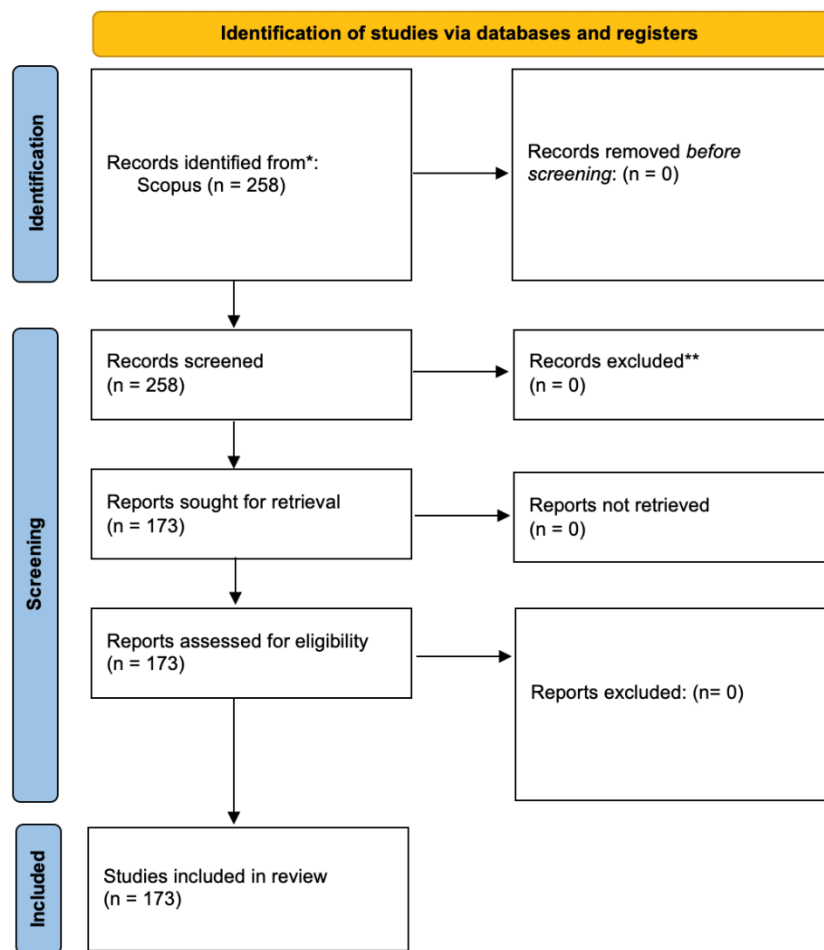 Identification of studies via databases and registers
Identification
Records identified from*:
Scopus (n = 258)
Records removed before
screening: (n = 0)
Screening
Records screened
(n = 258)
Records excluded**
(n = 0)
Reports sought for retrieval
(n = 173)
Reports not retrieved
(n = 0)
Reports assessed for eligibility
(n = 173)
Reports excluded: (n= 0)
Included
Studies included in review
(n = 173)